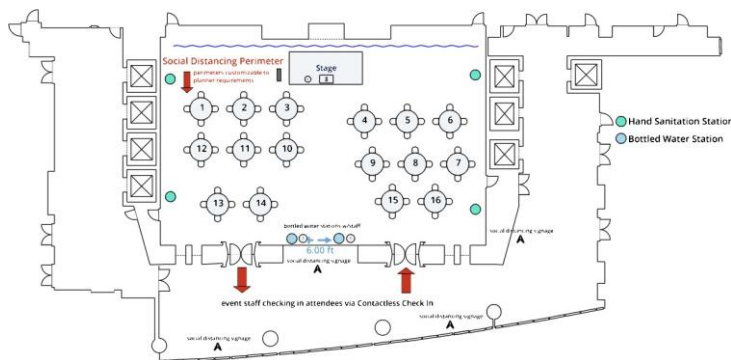 Social Distancing Perimeter
perimeters customizable to
planner requirements
Stage
1
2
3
4
5
6
12
11
10
9
8
7
13
14
15
16
Hand Sanitation Station
Bottled Water Station
bottled water stations w/staff
6.00 ft
social distancing signage
A
social distancing signage
A
event staff checking in attendees via Contactless Check In
social distancing signage
A
social distancing signage
A
social distancing signage
A